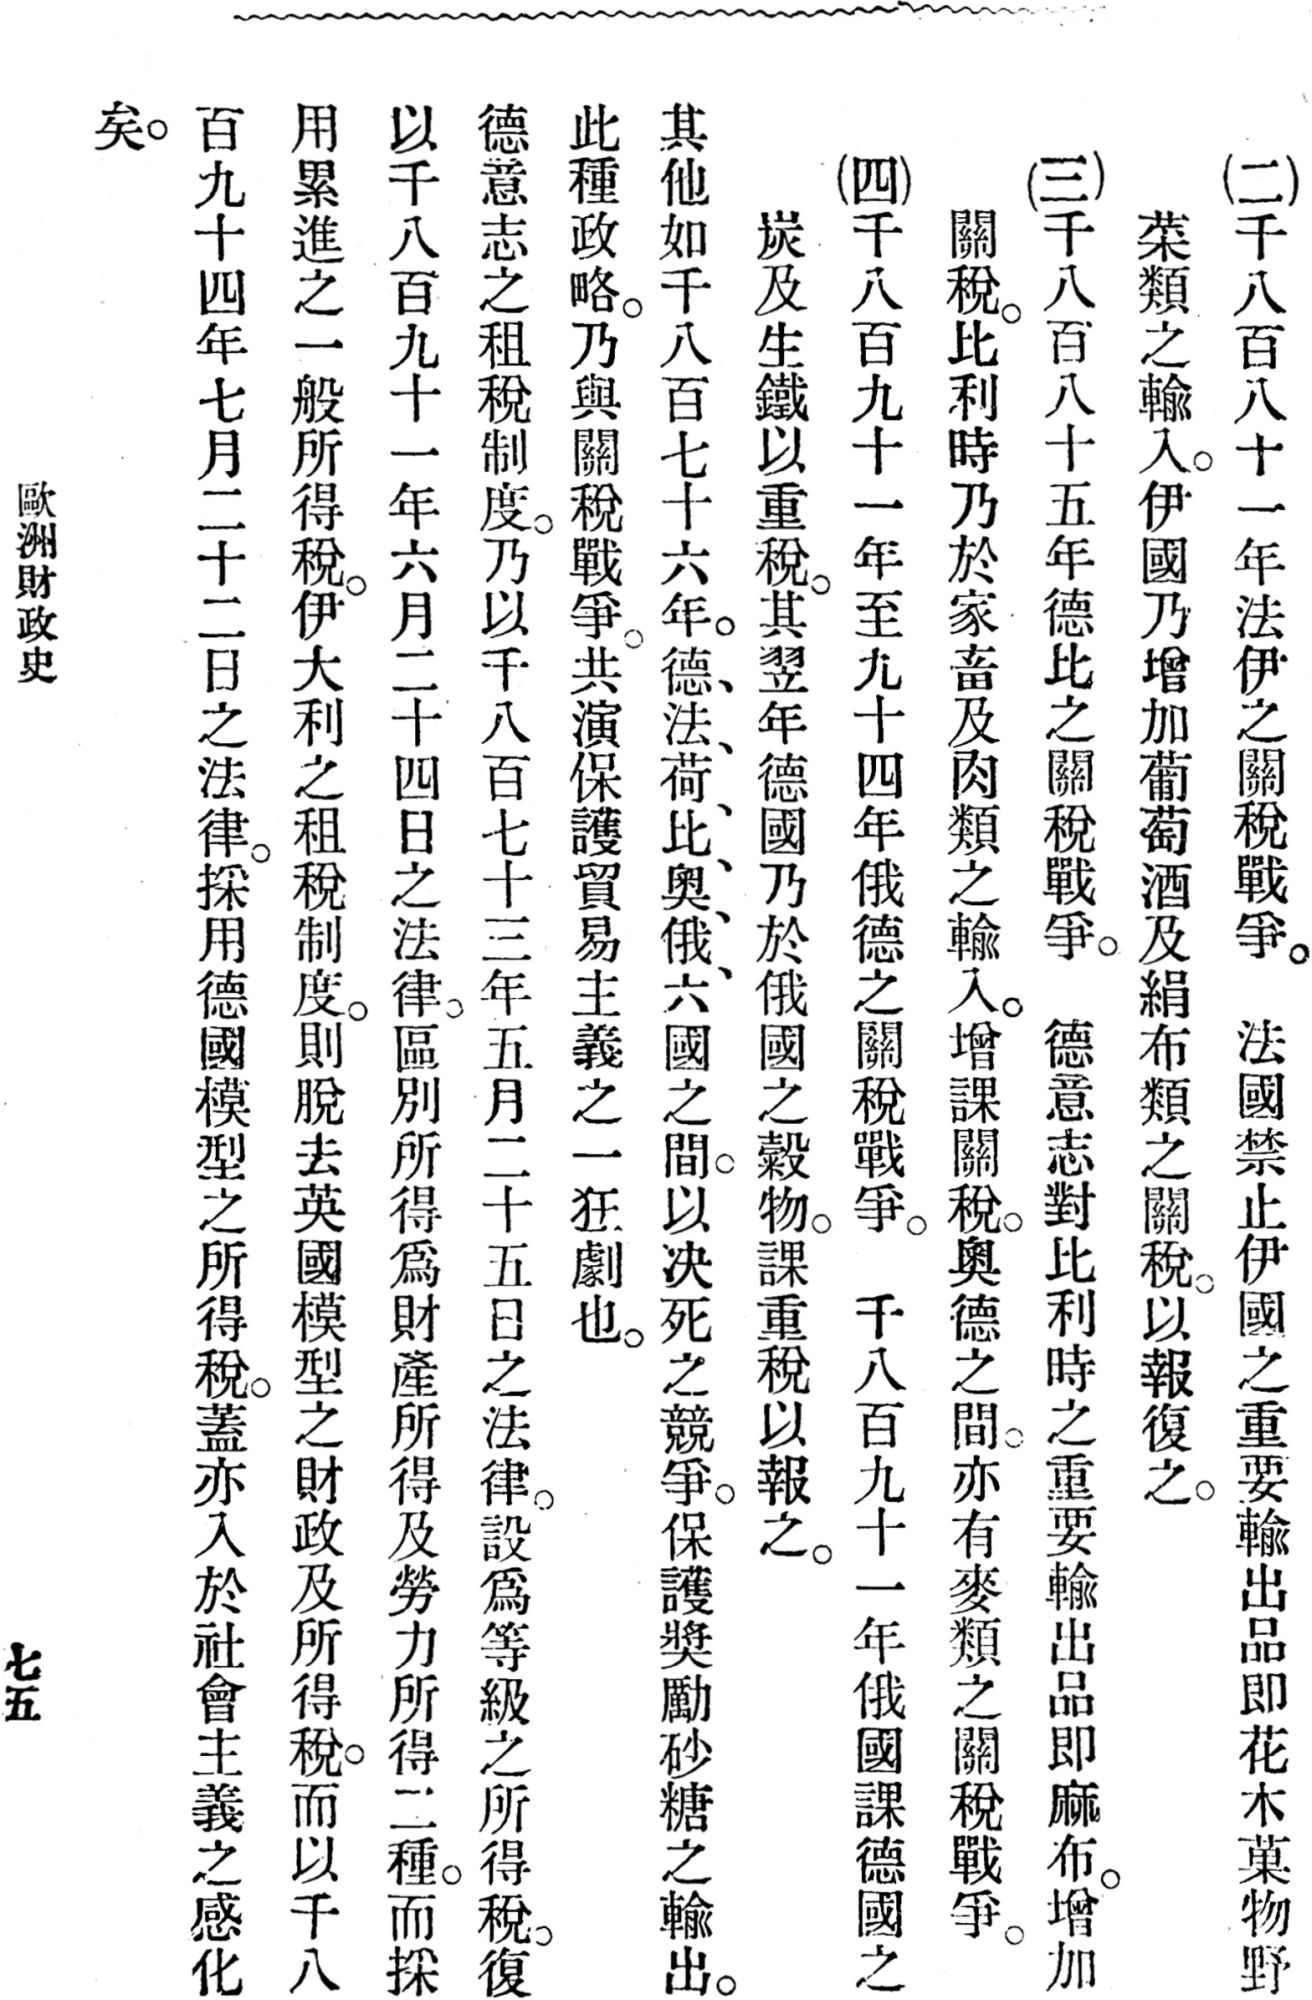 (二)千八百八十一年法伊之關稅戰爭。　法國禁止伊國之重要輸出品即花木菓物野
菜類之輸入。伊國乃增加葡萄酒及絹布類之關稅。以報復之。
(三)千八百八十五年德比之關稅戰爭。　德意志對比利時之重要輸出品即麻布。增加
關稅。比利時乃於家畜及肉類之輸入。增課關稅。奧德之間。亦有麥類之關稅戰爭。
(四)千八百九十一年至九十四年俄德之關稅戰爭。　千八百九十一年俄國課德國之
炭及生鐵以重稅。其翌年德國乃於俄國之穀物。課重稅以報之。
其他如千八百七十六年。德、法、荷、比、奧、俄、六國之間。以決死之競爭。保護獎勵砂糖之輸出。
此種政略。乃與關稅戰爭。共演保護貿易主義之一狂劇也。
德意志之租稅制度。乃以千八百七十三年五月二十五日之法律。設爲等級之所得稅。復
以千八百九十一年六月二十四日之法律。區別所得爲財產所得及勞力所得二種。而採
用累進之一般所得稅。伊大利之租稅制度。則脫去英國模型之財政及所得稅。而以千八
百九十四年七月二十二日之法律。採用德國模型之所得稅。蓋亦入於社會主義之感化
矣。
歐洲財政史
七五